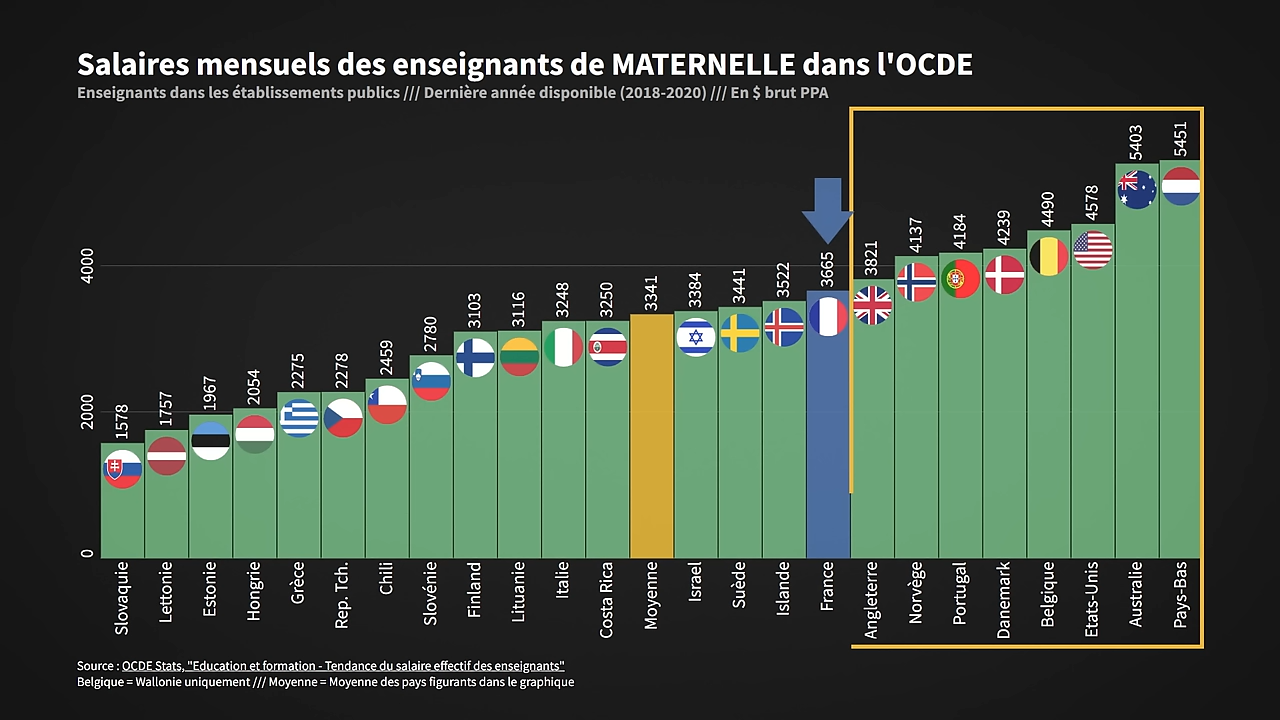 Salaires mensuels des enseignants de MATERNELLE dans l'OCDE
Enseignants dans les établissements publics /// Dernière année disponible (2018-2020) /// En $ brut PPA
4000
2000
0
1578
1757
1967
2054
2275
2278
2459
2780
3103
3116
3248
3250
3341
3384
3441
3522
3665
3821
4137
4184
4239
4490
4578
5403
5451
Slovaquie
Lettonie
Estonie
Hongrie
Grèce
Rep. Tch.
Chili
Slovénie
Finland
Lituanie
Italie
Costa Rica
Moyenne
Israel
Suède
Islande
France
Angleterre
Norvège
Portugal
Danemark
Belgique
Etats-Unis
Australie
Pays-Bas
Source : OCDE Stats, "Education et formation - Tendance du salaire effectif des enseignants"
Belgique = Wallonie uniquement /// Moyenne = Moyenne des pays figurants dans le graphique